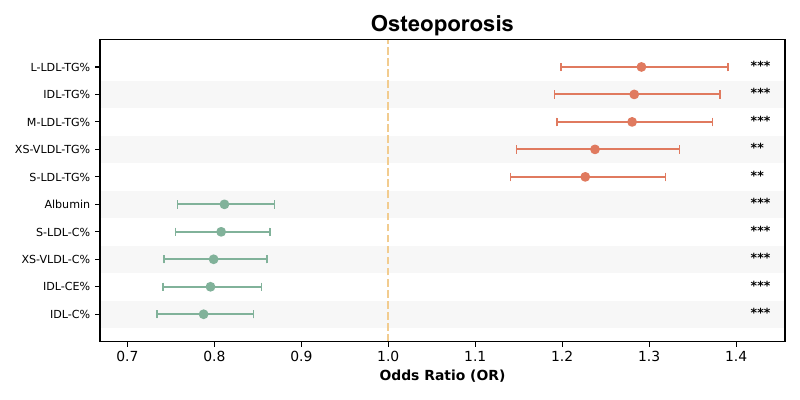 Osteoporosis
L-LDL-TG% ***
IDL-TG% ***
M-LDL-TG% ***
XS-VLDL-TG% **
S-LDL-TG% **
Albumin ***
S-LDL-C% ***
XS-VLDL-C% ***
IDL-CE% ***
IDL-C% ***
0.7 0.8 0.9 1.0 1.1 1.2 1.3 1.4
Odds Ratio (OR)